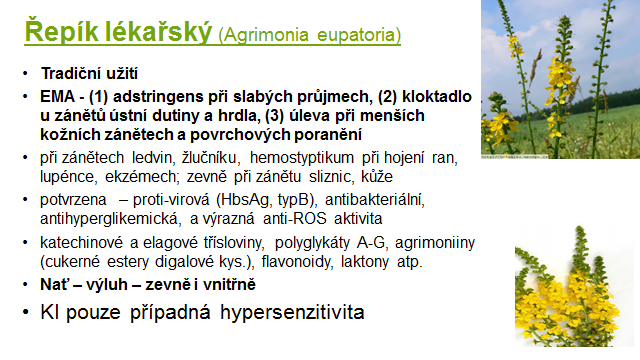 Řepík lékařský (Agrimonia eupatoria)
• Tradiční užití
• EMA - (1) adstringens při slabých průjmech, (2) kloktadlo
u zánětů ústní dutiny a hrdla, (3) úleva při menších
kožních zánětech a povrchových poranění
• při zánětech ledvin, žlučníku, hemostyptikum při hojení ran,
lupénce, ekzémech; zevně při zánětu sliznic, kůže
• potvrzena – proti-virová (HbsAg, typB), antibakteriální,
antihyperglikemická, a výrazná anti-ROS aktivita
• katechinové a elagové třísloviny, polyglykáty A-G, agrimoniiny
(cukerné estery digalové kys.), flavonoidy, laktony atp.
• Nať – výluh – zevně i vnitřně
• KI pouze případná hypersenzitivita